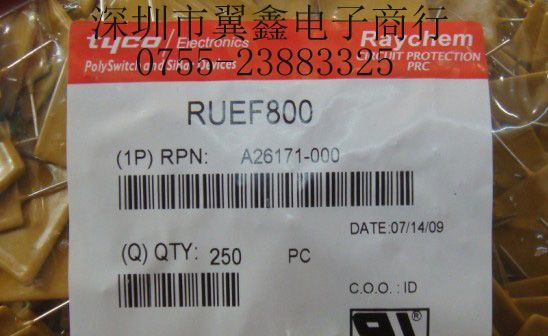 深圳市翼鑫电子商行
tyco / Electronics
Raychem
0755-23883325
CIRCUIT PROTECTION
PolySwitch and SiBar Devices
PRC
RUEF800
(1P) RPN: A26171-000
DATE:07/14/09
(Q) QTY: 250 PC
C.O.O. : ID